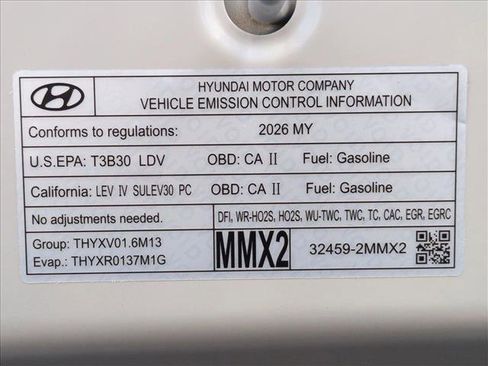 HYUNDAI MOTOR COMPANY
VEHICLE EMISSION CONTROL INFORMATION
Conforms to regulations: 2026 MY
U.S.EPA: T3B30 LDV OBD: CA II Fuel: Gasoline
California: LEV IV SULEV30 PC OBD: CA II Fuel: Gasoline
No adjustments needed. DFI, WR-HO2S, HO2S, WU-TWC, TWC, TC, CAC, EGR, EGRC
Group: THYXV01.6M13
Evap.: THYXR0137M1G
MMX2 32459-2MMX2